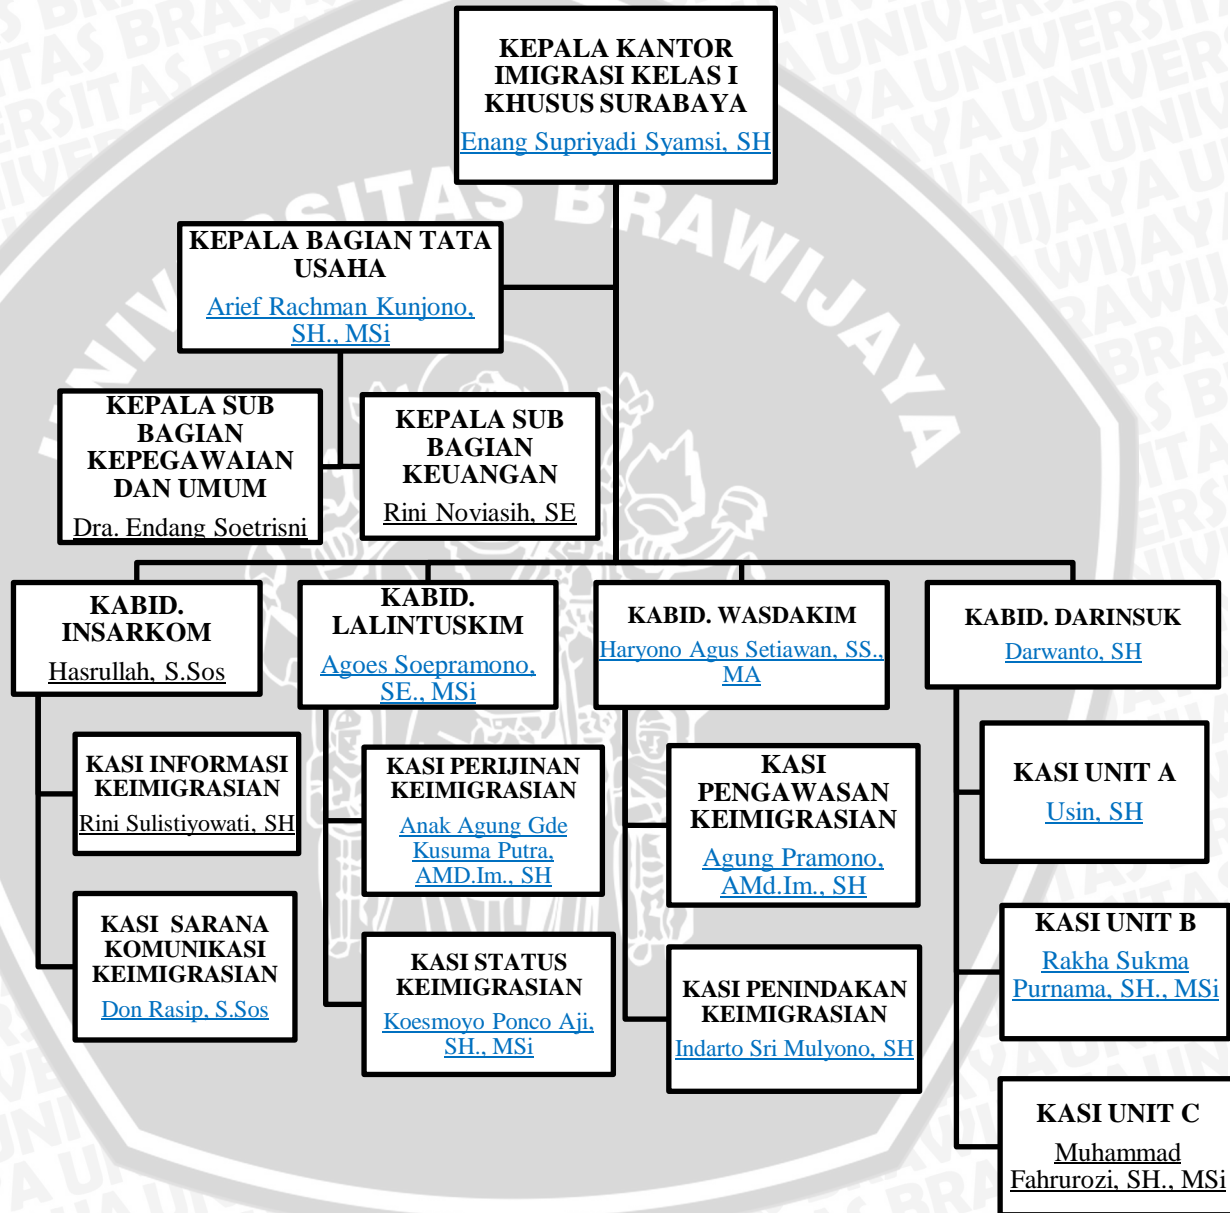 KEPALA KANTOR
IMIGRASI KELAS I
KHUSUS SURABAYA
Enang Supriyadi Syamsi, SH
KEPALA BAGIAN TATA
USAHA
Arief Rachman Kunjono,
SH., MSi
KEPALA SUB
BAGIAN
KEPEGAWAIAN
DAN UMUM
Dra. Endang Soetrisni
KEPALA SUB
BAGIAN
KEUANGAN
Rini Noviasih, SE
KABID.
INSARKOM
Hasrullah, S.Sos
KABID.
LALINTUSKIM
Agoes Soepramono,
SE., MSi
KABID. WASDAKIM
Haryono Agus Setiawan, SS.,
MA
KABID. DARINSUK
Darwanto, SH
KASI INFORMASI
KEIMIGRASIAN
Rini Sulistiyowati, SH
KASI PERIJINAN
KEIMIGRASIAN
Anak Agung Gde
Kusuma Putra,
AMD.Im., SH
KASI
PENGAWASAN
KEIMIGRASIAN
Agung Pramono,
AMd.Im., SH
KASI UNIT A
Usin, SH
KASI  SARANA
KOMUNIKASI
KEIMIGRASIAN
Don Rasip, S.Sos
KASI STATUS
KEIMIGRASIAN
Koesmoyo Ponco Aji,
SH., MSi
KASI PENINDAKAN
KEIMIGRASIAN
Indarto Sri Mulyono, SH
KASI UNIT B
Rakha Sukma
Purnama, SH., MSi
KASI UNIT C
Muhammad
Fahrurozi, SH., MSi
UNIVERSITAS BRAWIJAYA